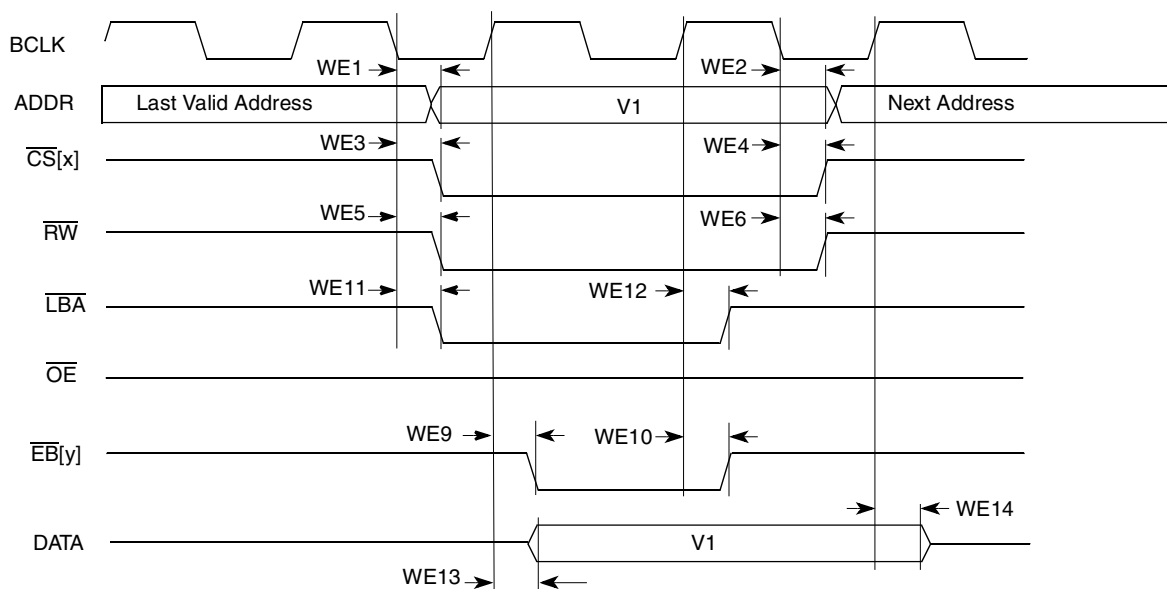 BCLK
WE1
WE2
ADDR
Last Valid Address
V1
Next Address
WE3
WE4
CS[x]
WE5
WE6
RW
WE11
WE12
LBA
OE
WE9
WE10
EB[y]
WE14
DATA
V1
WE13